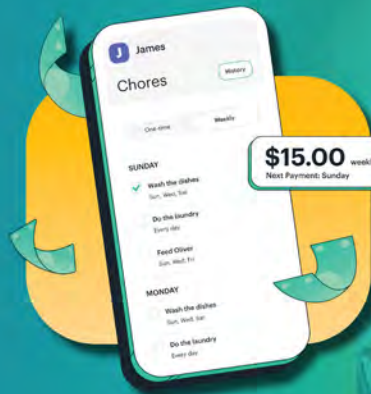 J James
Chores
History
One-time Weekly
$15.00 weekly
Next Payment: Sunday
SUNDAY
Wash the dishes
Sun, Wed, Sat
Do the laundry
Every day
Feed Oliver
Sun, Wed, Fri
MONDAY
Wash the dishes
Sun, Wed, Sat
Do the laundry
Every day